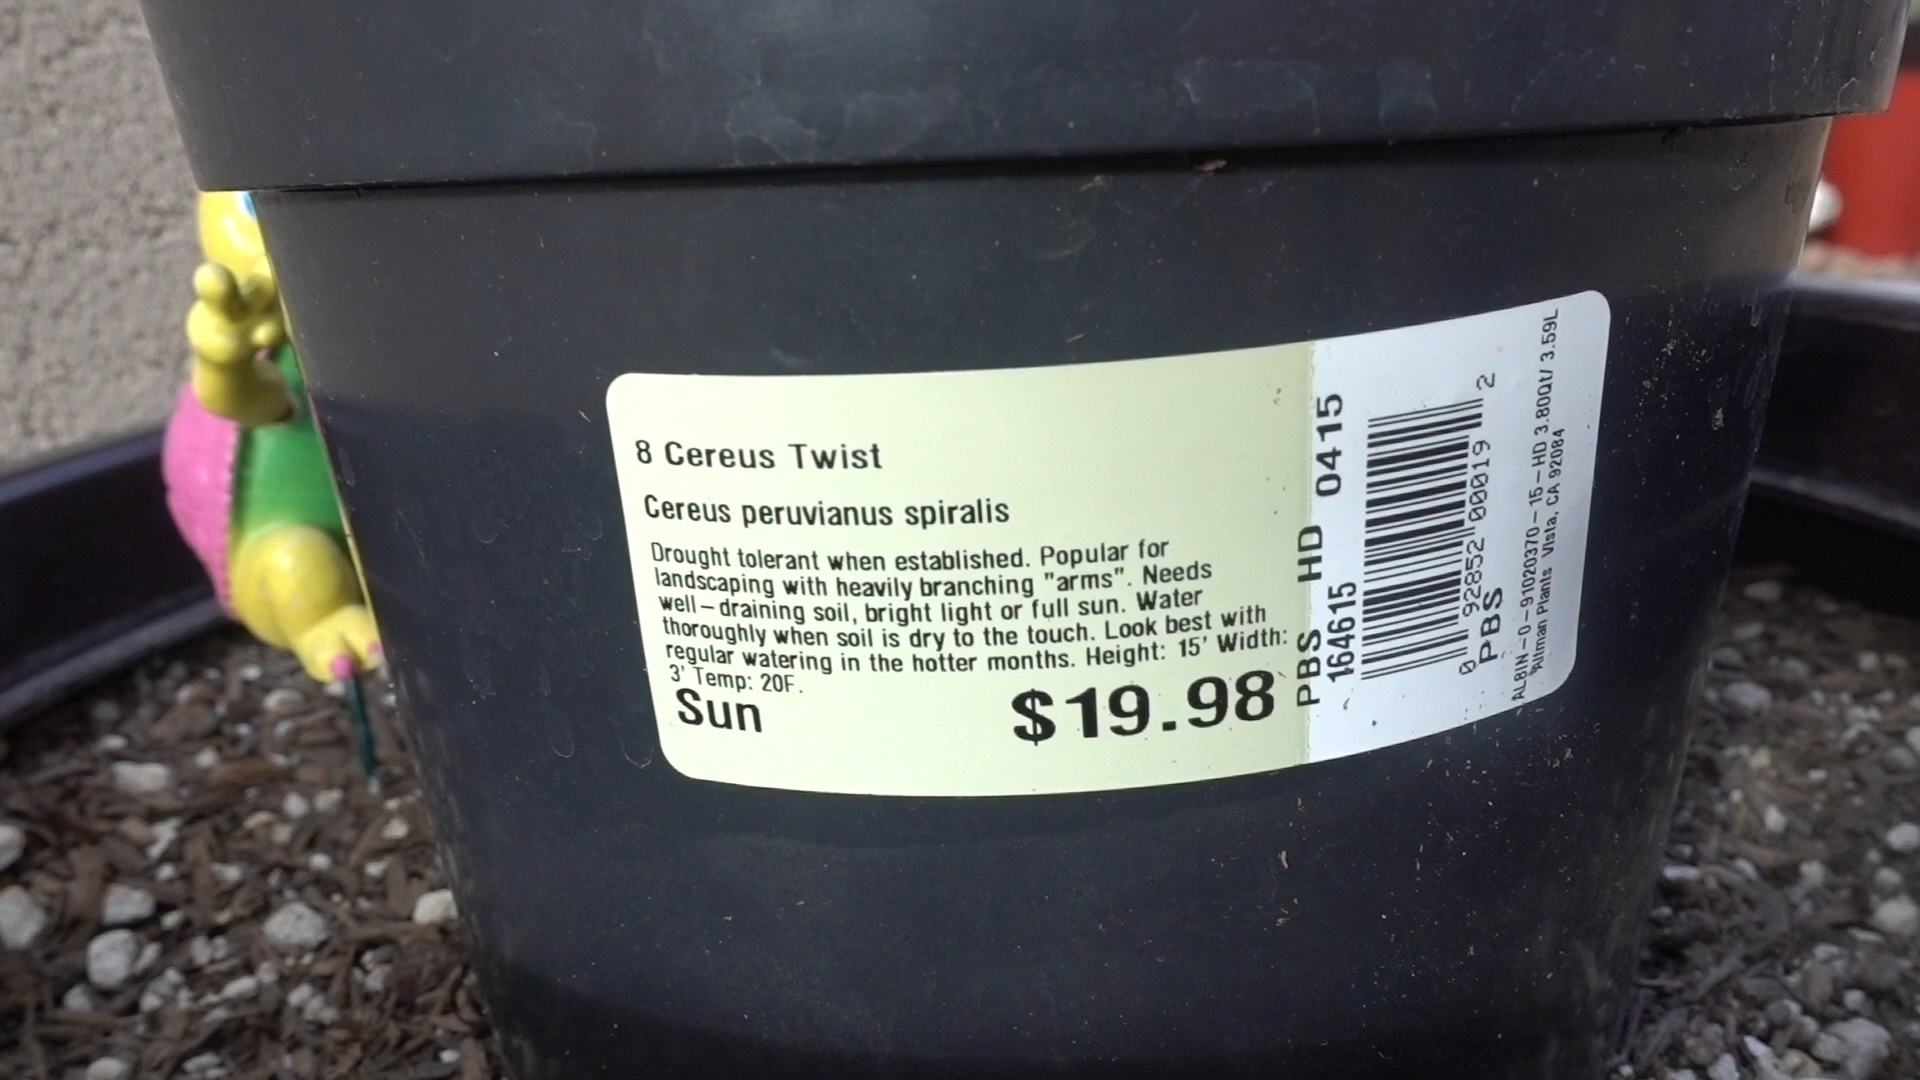 8 Cereus Twist
Cereus peruvianus spiralis
Drought tolerant when established. Popular for
landscaping with heavily branching "arms". Needs
well-draining soil, bright light or full sun. Water
thoroughly when soil is dry to the touch. Look best with
regular watering in the hotter months. Height: 15' Width:
3' Temp: 20F.
Sun
$19.98
PBS HD 0415
164615
0 92852 00019 2
PBS
AL8IN-0-91020370-15-HD 3.80Qt/ 3.59L
Altman Plants Vista, CA 92084